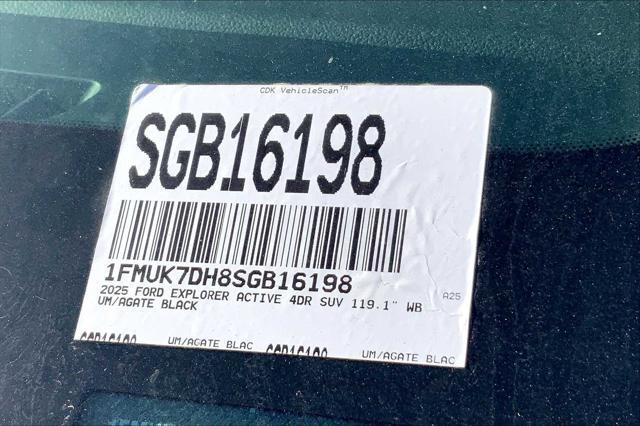 CDK VehicleScan™
SGB16198
1FMUK7DH8SGB16198
2025 FORD EXPLORER ACTIVE 4DR SUV 119.1" WB
A25
UM/AGATE BLACK
UM/AGATE BLAC
UM/AGATE BLAC